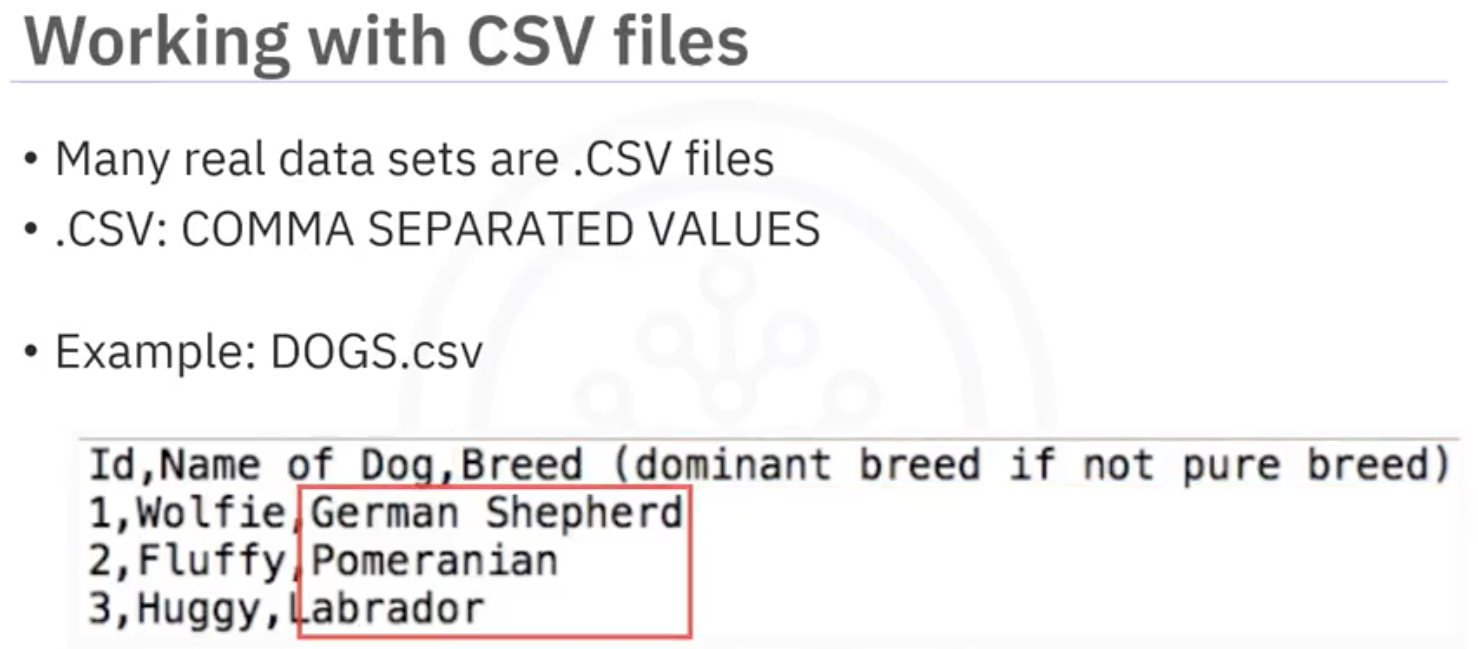 Working with CSV files
• Many real data sets are .CSV files
• .CSV: COMMA SEPARATED VALUES
• Example: DOGS.csv
Id,Name of Dog,Breed (dominant breed if not pure breed)
1,Wolfie,German Shepherd
2,Fluffy,Pomeranian
3,Huggy,Labrador